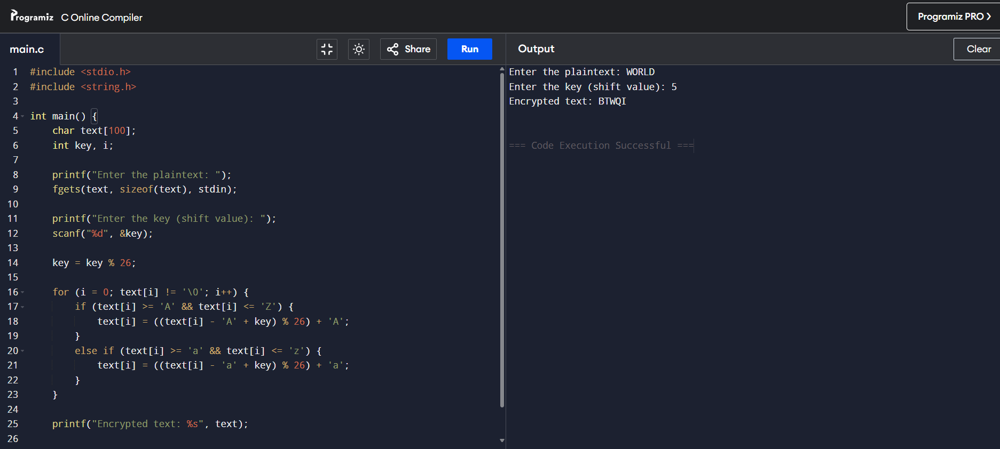 Programiz C Online Compiler
Programiz PRO ❯
main.c
Share
Run
Output
Clear
1 #include <stdio.h>
2 #include <string.h>
3
4 int main() {
5     char text[100];
6     int key, i;
7
8     printf("Enter the plaintext: ");
9     fgets(text, sizeof(text), stdin);
10
11     printf("Enter the key (shift value): ");
12     scanf("%d", &key);
13
14     key = key % 26;
15
16     for (i = 0; text[i] != '\0'; i++) {
17         if (text[i] >= 'A' && text[i] <= 'Z') {
18             text[i] = ((text[i] - 'A' + key) % 26) + 'A';
19         }
20         else if (text[i] >= 'a' && text[i] <= 'z') {
21             text[i] = ((text[i] - 'a' + key) % 26) + 'a';
22         }
23     }
24
25     printf("Encrypted text: %s", text);
26
Enter the plaintext: WORLD
Enter the key (shift value): 5
Encrypted text: BTWQI
=== Code Execution Successful ===